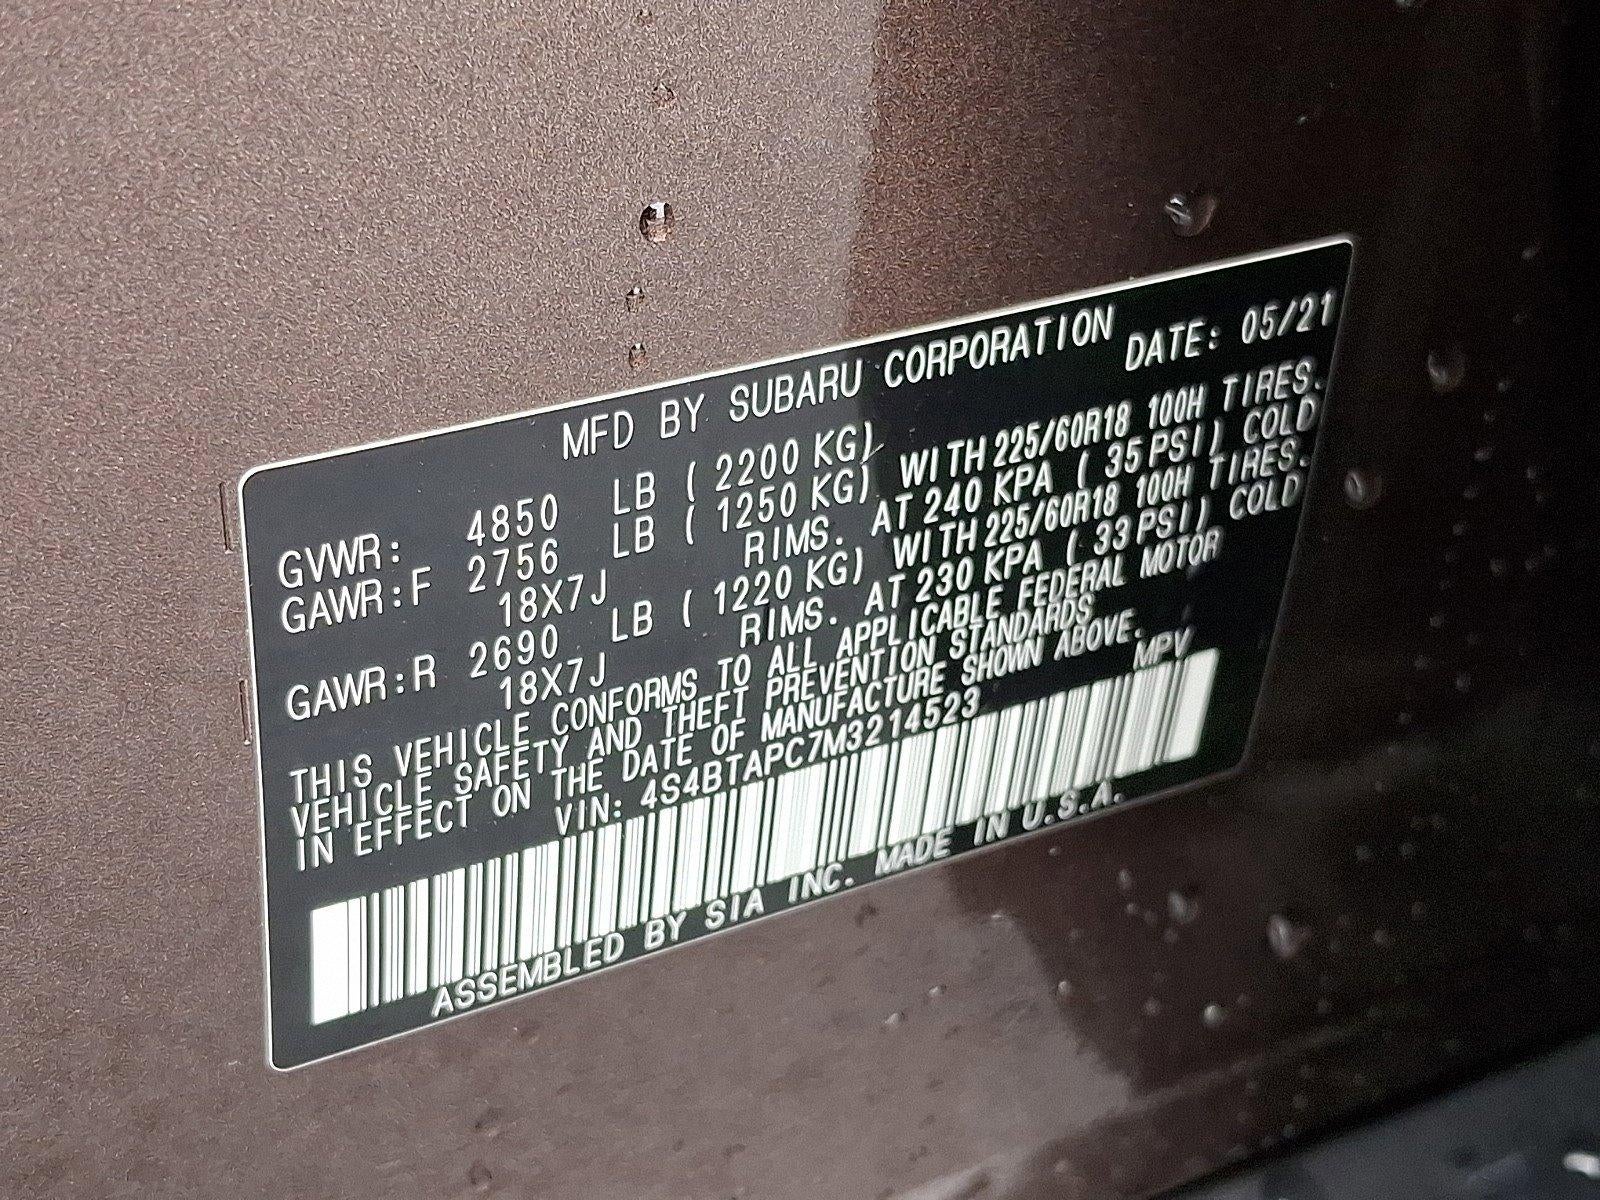 MFD BY SUBARU CORPORATION DATE: 05/21
GVWR: 4850 LB (2200 KG)
GAWR:F 2756 LB (1250 KG) WITH 225/60R18 100H TIRES.
18X7J RIMS. AT 240 KPA (35 PSI) COLD
GAWR:R 2690 LB (1220 KG) WITH 225/60R18 100H TIRES.
18X7J RIMS. AT 230 KPA (33 PSI) COLD
THIS VEHICLE CONFORMS TO ALL APPLICABLE FEDERAL MOTOR
VEHICLE SAFETY AND THEFT PREVENTION STANDARDS
IN EFFECT ON THE DATE OF MANUFACTURE SHOWN ABOVE.
VIN: 4S4BTAPC7M3214523 MPV
ASSEMBLED BY SIA INC. MADE IN U.S.A.